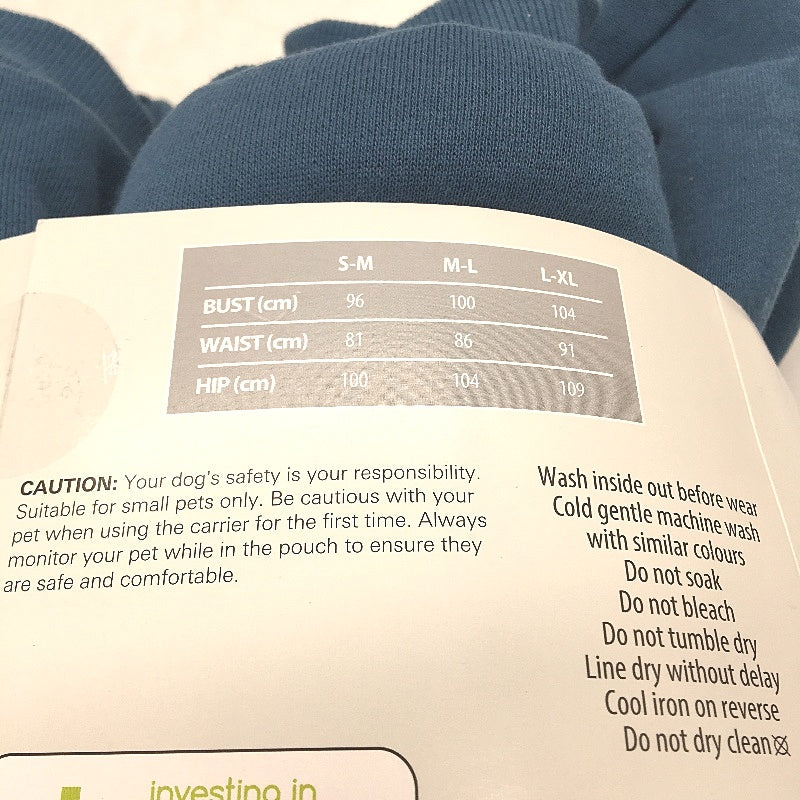 S-M M-L L-XL
BUST (cm) 96 100 104
WAIST (cm) 81 86 91
HIP (cm) 100 104 109
CAUTION: Your dog's safety is your responsibility.
Suitable for small pets only. Be cautious with your
pet when using the carrier for the first time. Always
monitor your pet while in the pouch to ensure they
are safe and comfortable.
Wash inside out before wear
Cold gentle machine wash
with similar colours
Do not soak
Do not bleach
Do not tumble dry
Line dry without delay
Cool iron on reverse
Do not dry clean
investing in